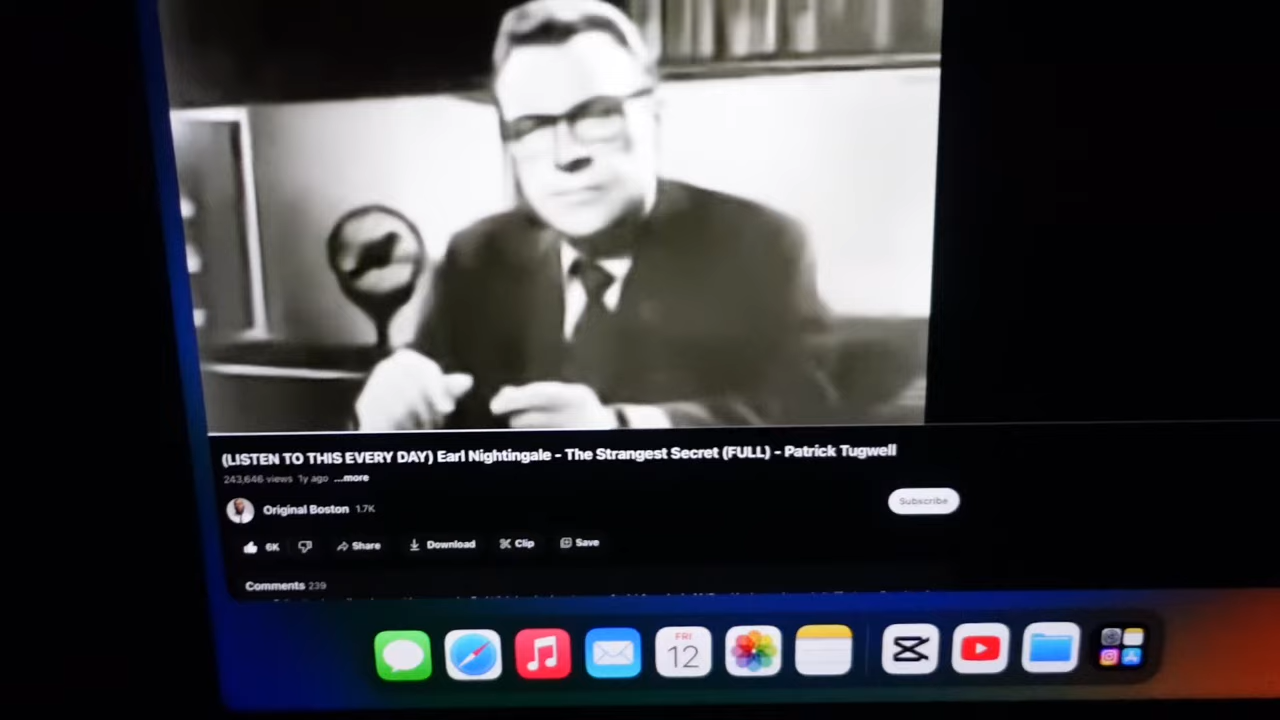 (LISTEN TO THIS EVERY DAY) Earl Nightingale - The Strangest Secret (FULL) - Patrick Tugwell
243,646 views 1y ago ...more
Original Boston 1.7K
Subscribe
6K Share Download Clip Save
Comments 239
FRI
12